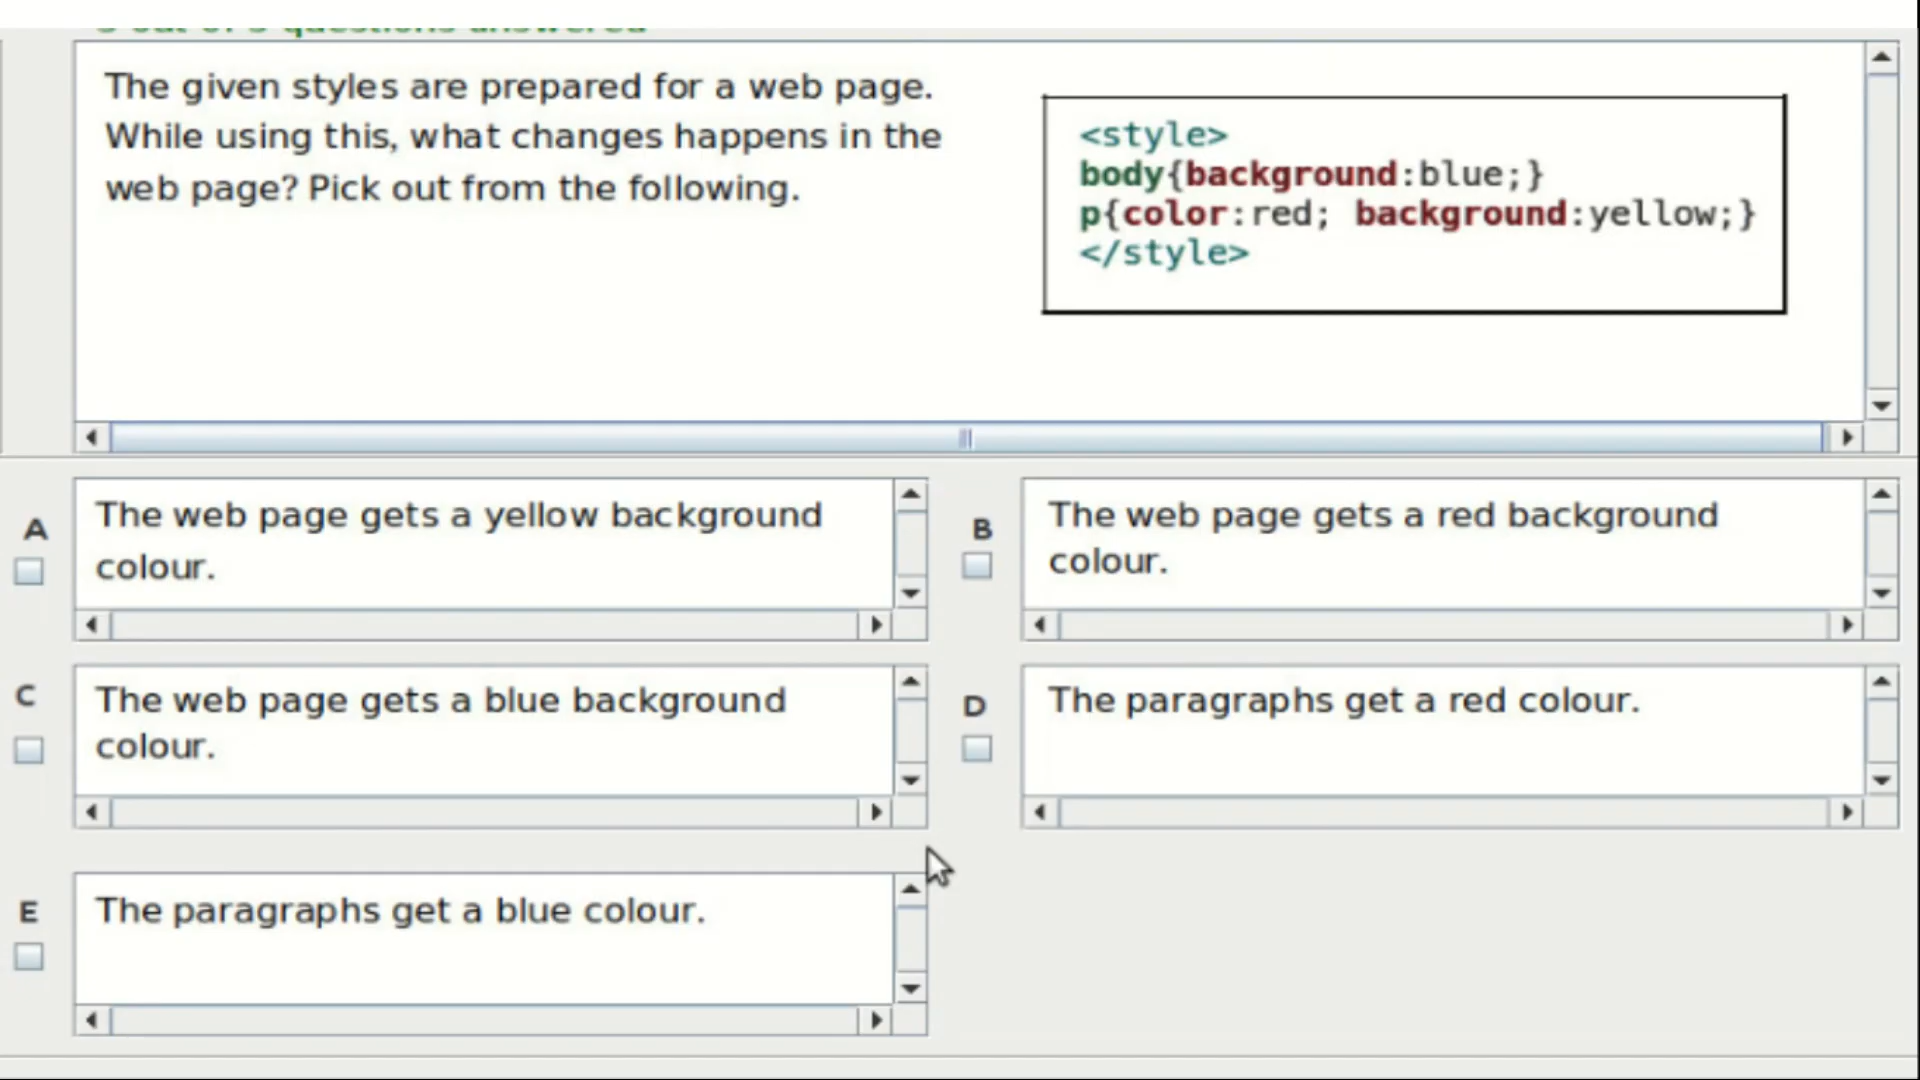 The given styles are prepared for a web page.
While using this, what changes happens in the
web page? Pick out from the following.
<style>
body{background:blue;}
p{color:red; background:yellow;}
</style>
A
The web page gets a yellow background
colour.
B
The web page gets a red background
colour.
C
The web page gets a blue background
colour.
D
The paragraphs get a red colour.
E
The paragraphs get a blue colour.